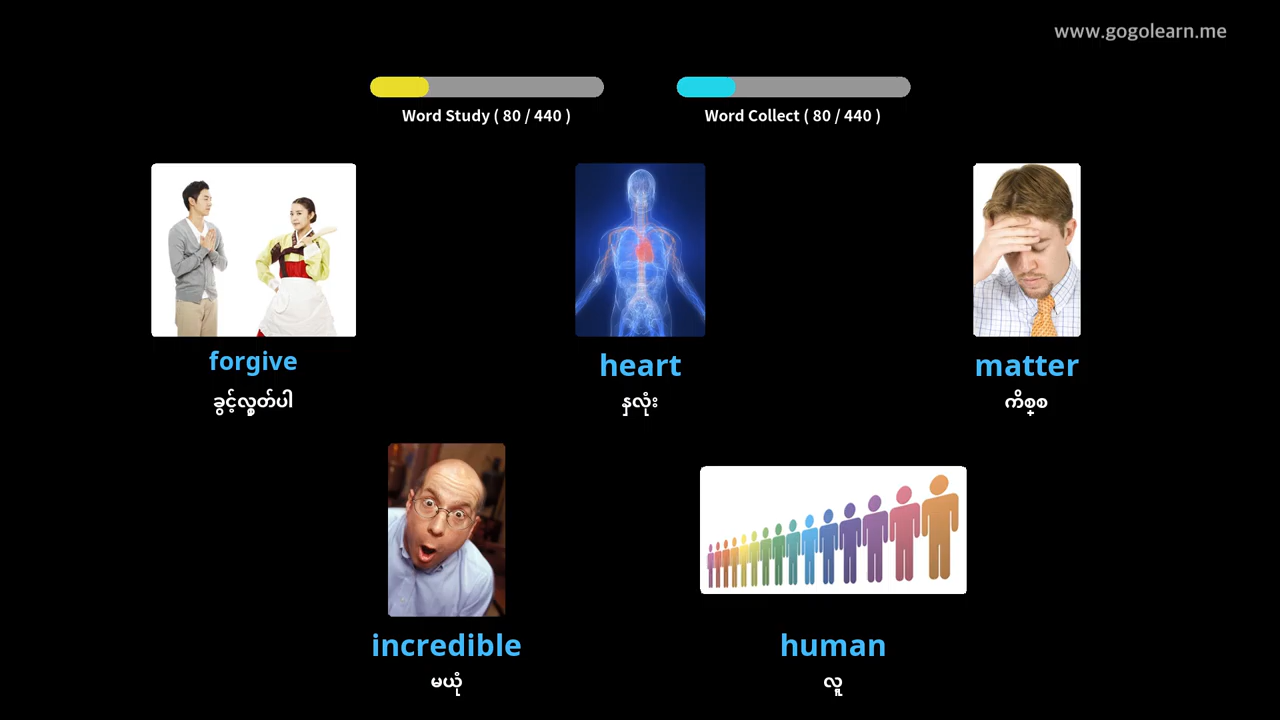 www.gogolearn.me
Word Study ( 80 / 440 )
Word Collect ( 80 / 440 )
forgive
ခွင့်လွှတ်ပါ
heart
နှလုံး
matter
ကိစ္စ
incredible
မယုံ
human
လူ